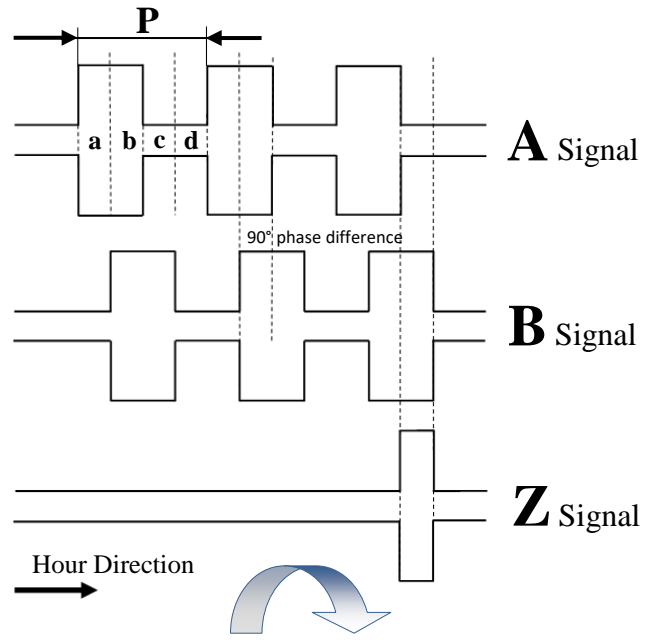 P
a b c d
A Signal
90° phase difference
B Signal
Z Signal
Hour Direction